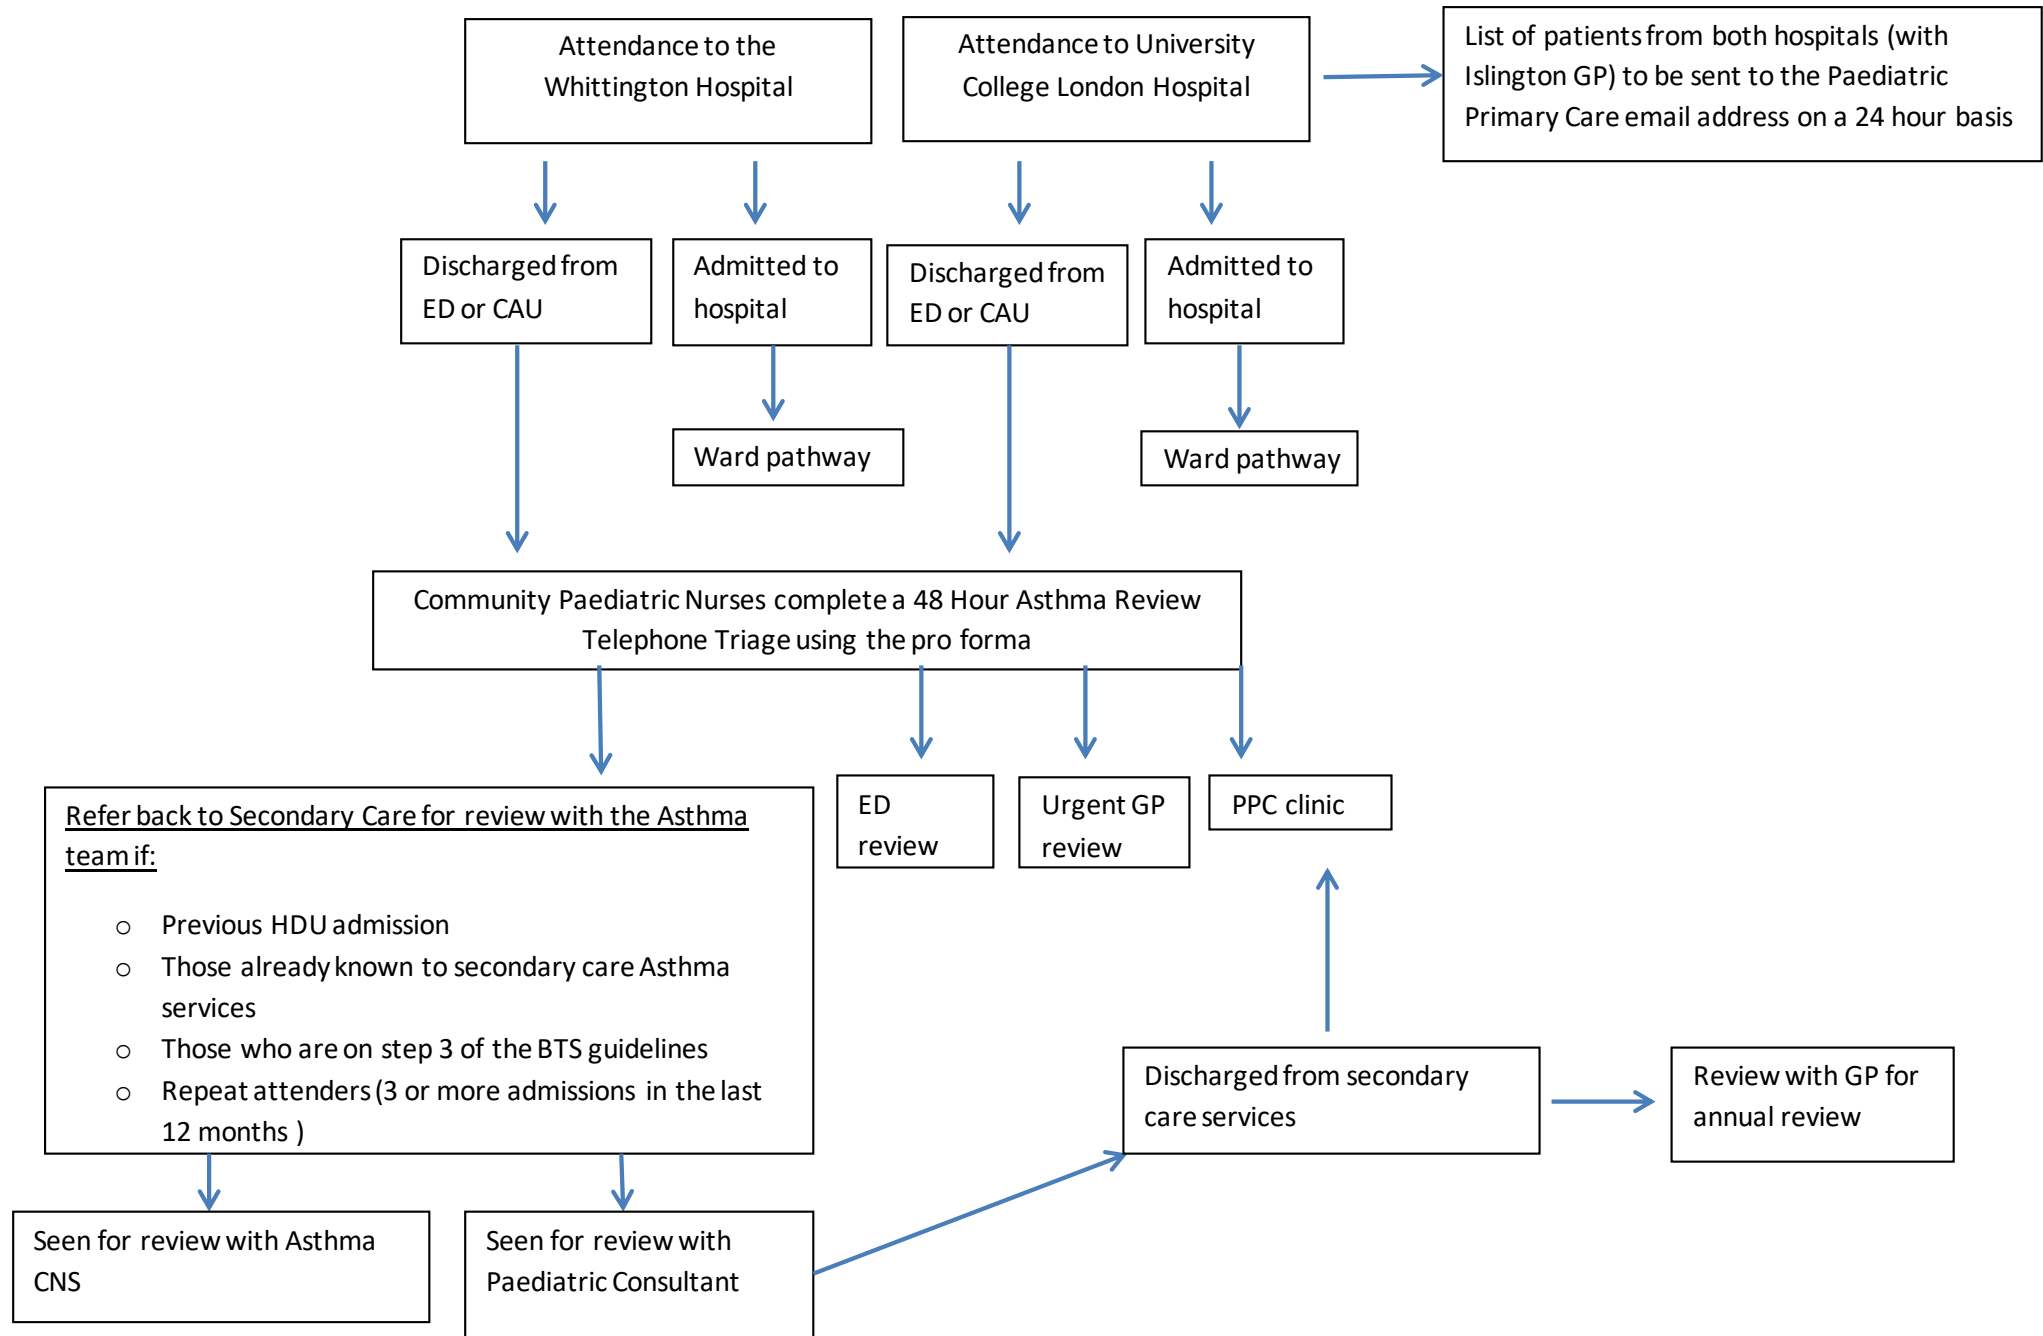 Attendance to the
Whittington Hospital
Attendance to University
College London Hospital
List of patients from both hospitals (with
Islington GP) to be sent to the Paediatric
Primary Care email address on a 24 hour basis
Discharged from
ED or CAU
Admitted to
hospital
Discharged from
ED or CAU
Admitted to
hospital
Ward pathway
Ward pathway
Community Paediatric Nurses complete a 48 Hour Asthma Review
Telephone Triage using the pro forma
Refer back to Secondary Care for review with the Asthma
team if:
o Previous HDU admission
o Those already known to secondary care Asthma
services
o Those who are on step 3 of the BTS guidelines
o Repeat attenders (3 or more admissions in the last
12 months )
ED
review
Urgent GP
review
PPC clinic
Discharged from secondary
care services
Review with GP for
annual review
Seen for review with Asthma
CNS
Seen for review with
Paediatric Consultant